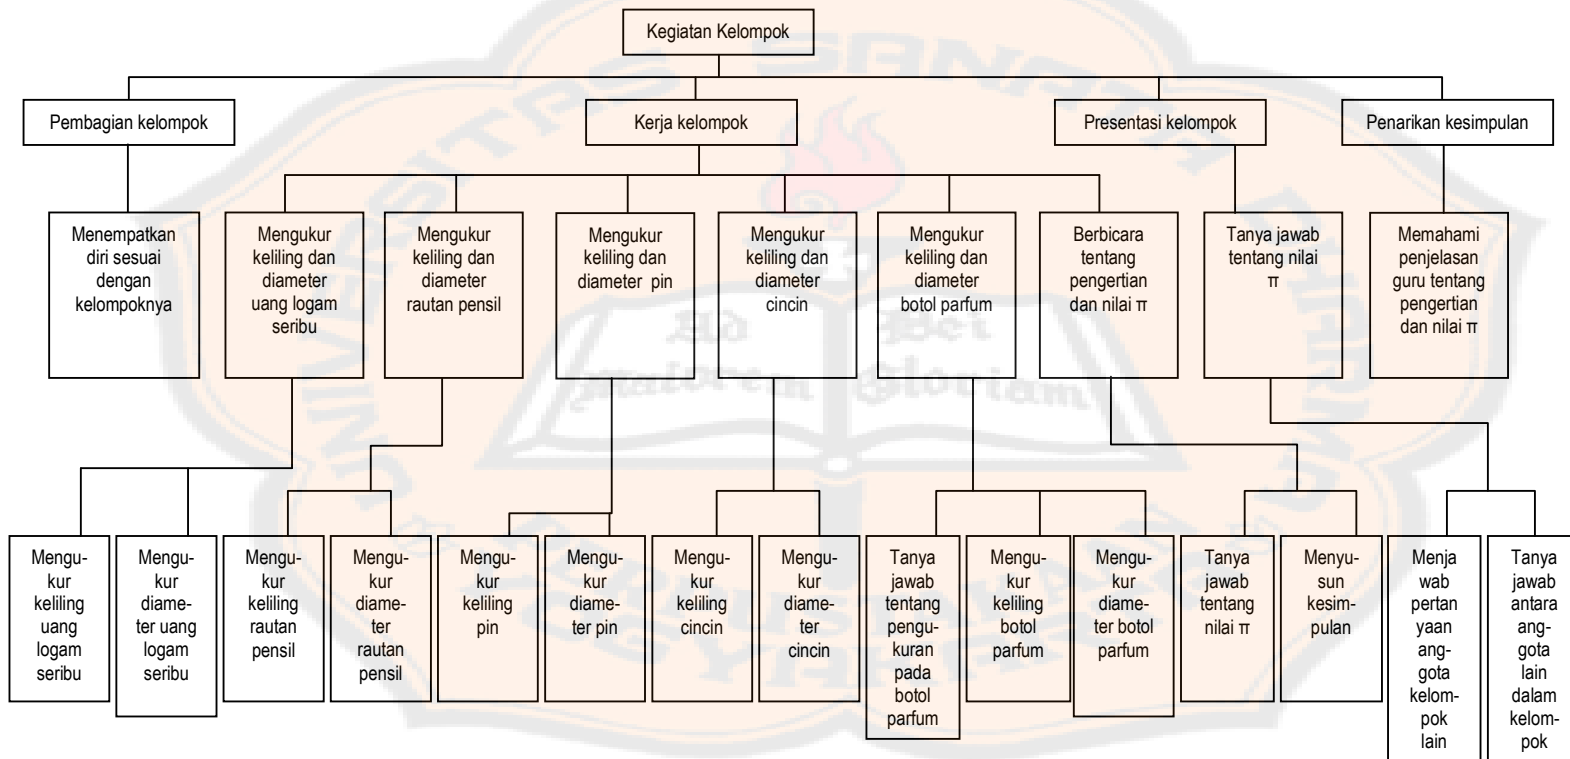 Kegiatan Kelompok
Pembagian kelompok
Kerja kelompok
Presentasi kelompok
Penarikan kesimpulan
Menempatkan
diri sesuai
dengan
kelompoknya
Mengukur
keliling dan
diameter
uang logam
seribu
Mengukur
keliling dan
diameter
rautan pensil
Mengukur
keliling dan
diameter pin
Mengukur
keliling dan
diameter
cincin
Mengukur
keliling dan
diameter
botol parfum
Berbicara
tentang
pengertian
dan nilai π
Tanya jawab
tentang nilai
π
Memahami
penjelasan
guru tentang
pengertian
dan nilai π
Mengu-
kur
keliling
uang
logam
seribu
Mengu-
kur
diame-
ter uang
logam
seribu
Mengu-
kur
keliling
rautan
pensil
Mengu-
kur
diame-
ter
rautan
pensil
Mengu-
kur
keliling
pin
Mengu-
kur
diame-
ter pin
Mengu-
kur
keliling
cincin
Mengu-
kur
diame-
ter
cincin
Tanya
jawab
tentang
pengu-
kuran
pada
botol
parfum
Mengu-
kur
keliling
botol
parfum
Mengu-
kur
diame-
ter botol
parfum
Tanya
jawab
tentang
nilai π
Menyu-
sun
kesim-
pulan
Menja
wab
pertan
yaan
ang-
gota
kelom-
pok
lain
Tanya
jawab
antara
ang-
gota
lain
dalam
kelom-
pok
UNIVERSITAS SANATA DHARMA
Ad
Maiorem
Dei
Gloriam